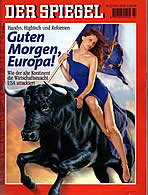 DER SPIEGEL
Handys, Hightech und Reformen
Guten
Morgen,
Europa!
Wie der alte Kontinent
die Wirtschaftsmacht
USA attackiert